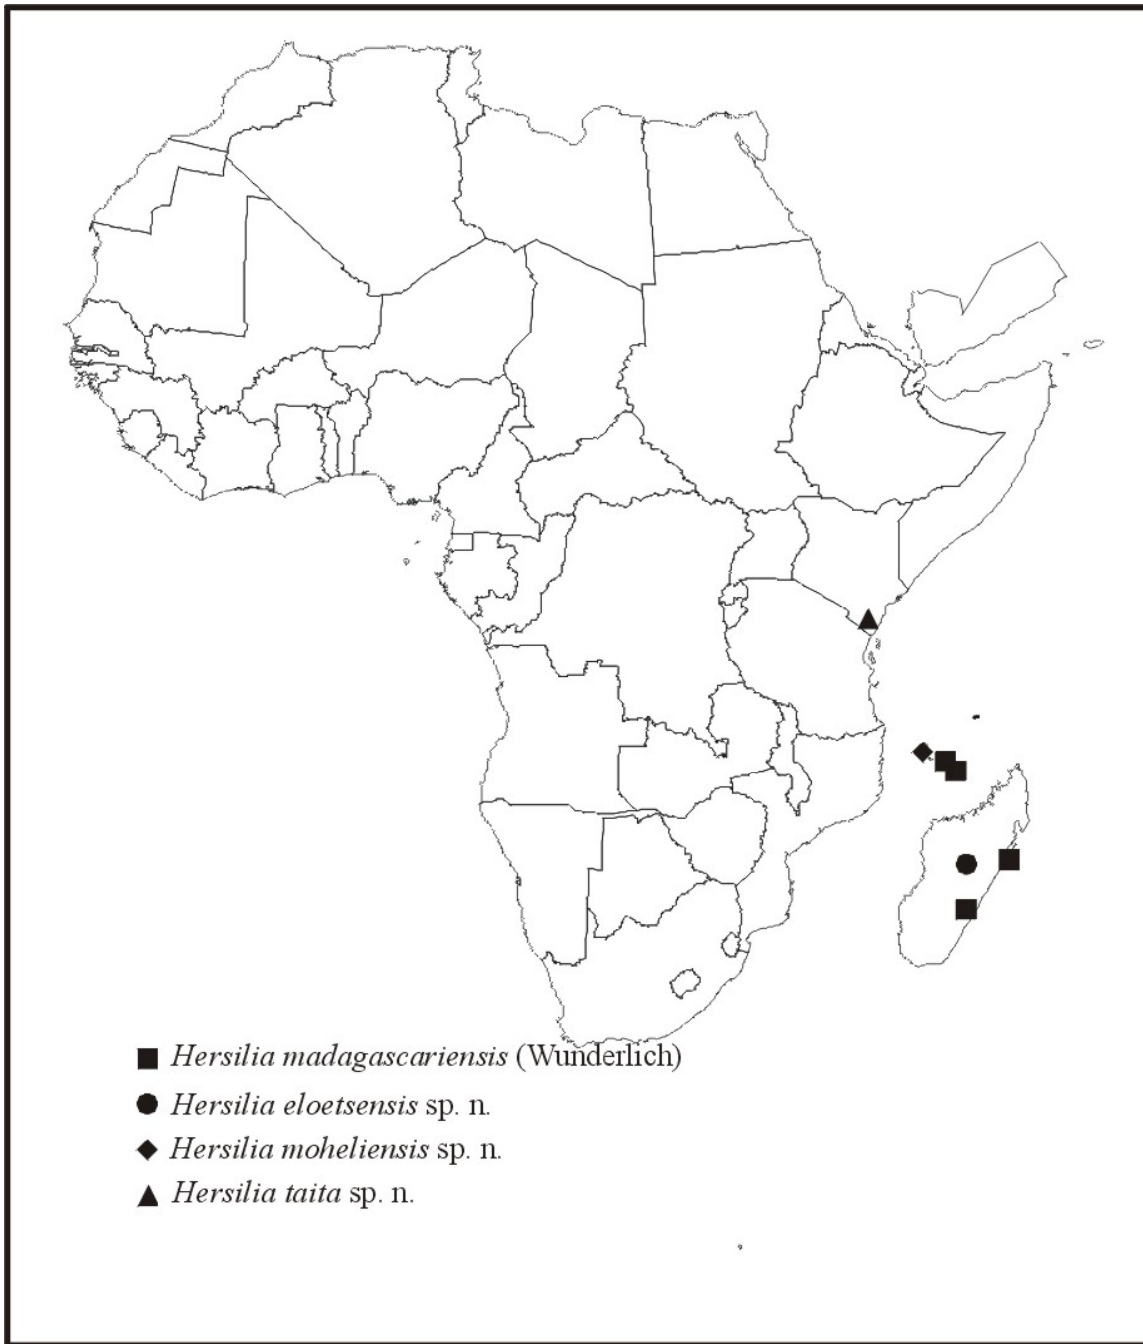 Hersilia madagascariensis (Wunderlich)
Hersilia eloetsensis sp. n.
Hersilia moheliensis sp. n.
Hersilia taita sp. n.